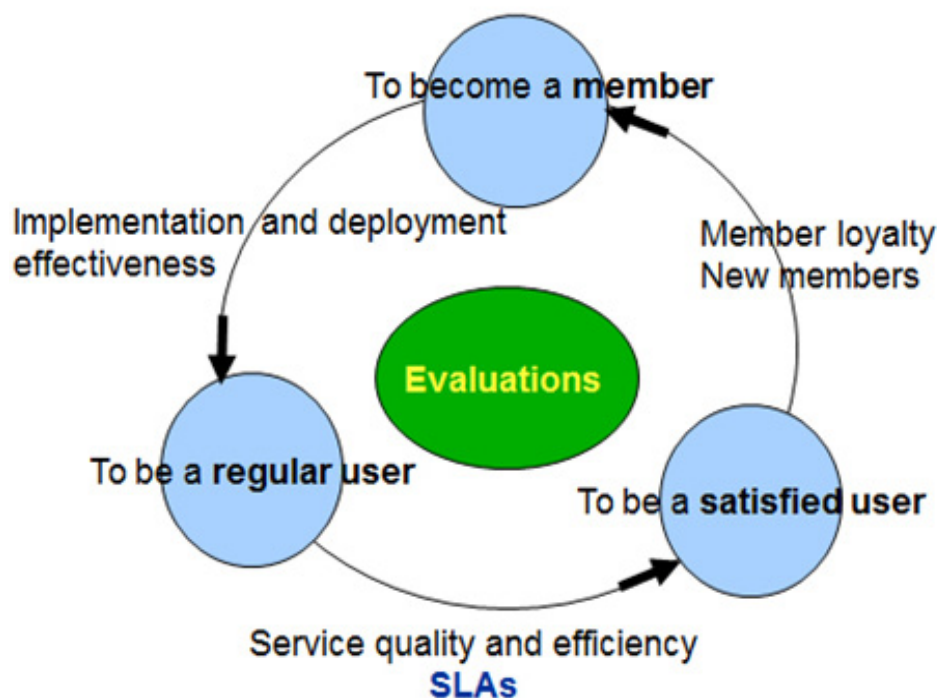 To become a member
Implementation and deployment
effectiveness
Member loyalty
New members
Evaluations
To be a regular user
To be a satisfied user
Service quality and efficiency
SLAs